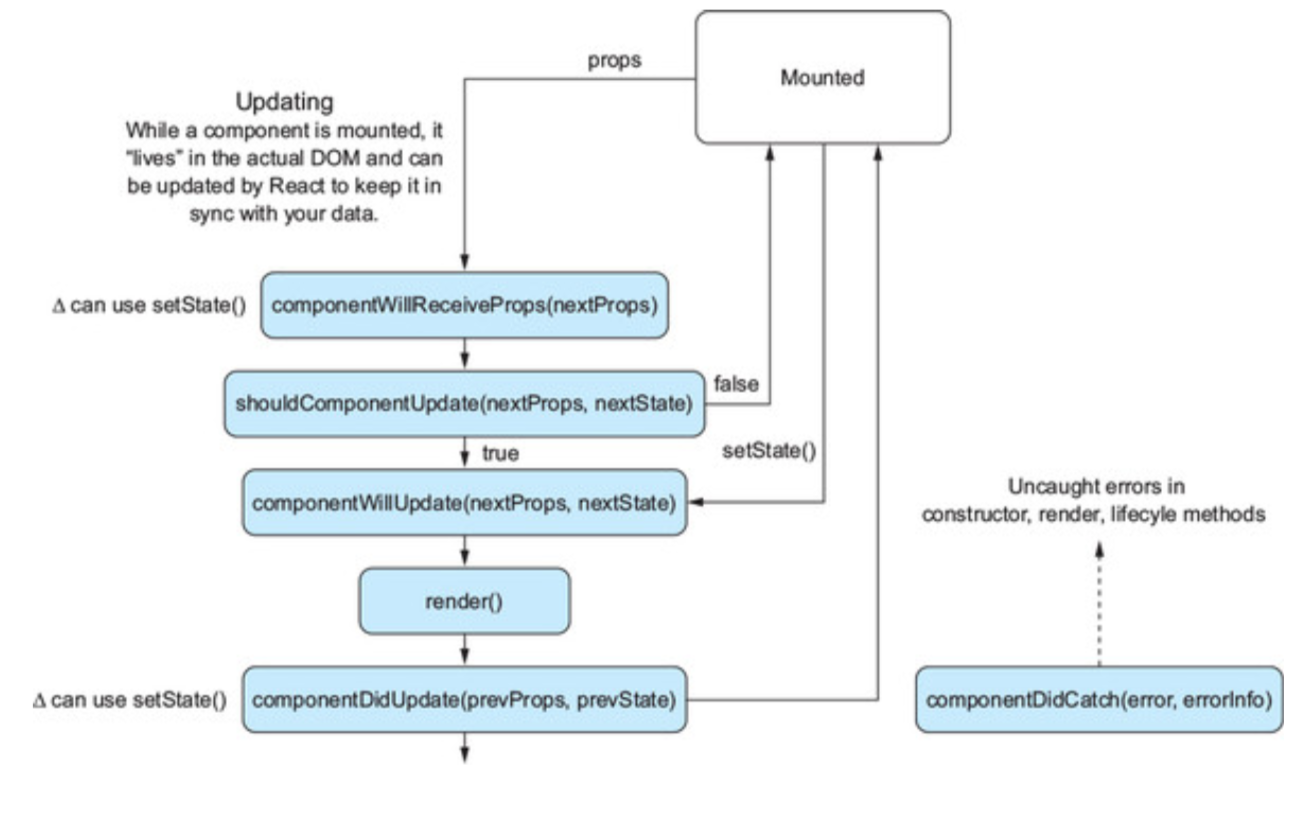 props
Mounted
Updating
While a component is mounted, it
“lives” in the actual DOM and can
be updated by React to keep it in
sync with your data.
Δ can use setState()
componentWillReceiveProps(nextProps)
shouldComponentUpdate(nextProps, nextState)
false
true
setState()
componentWillUpdate(nextProps, nextState)
Uncaught errors in
constructor, render, lifecyle methods
render()
Δ can use setState()
componentDidUpdate(prevProps, prevState)
componentDidCatch(error, errorInfo)